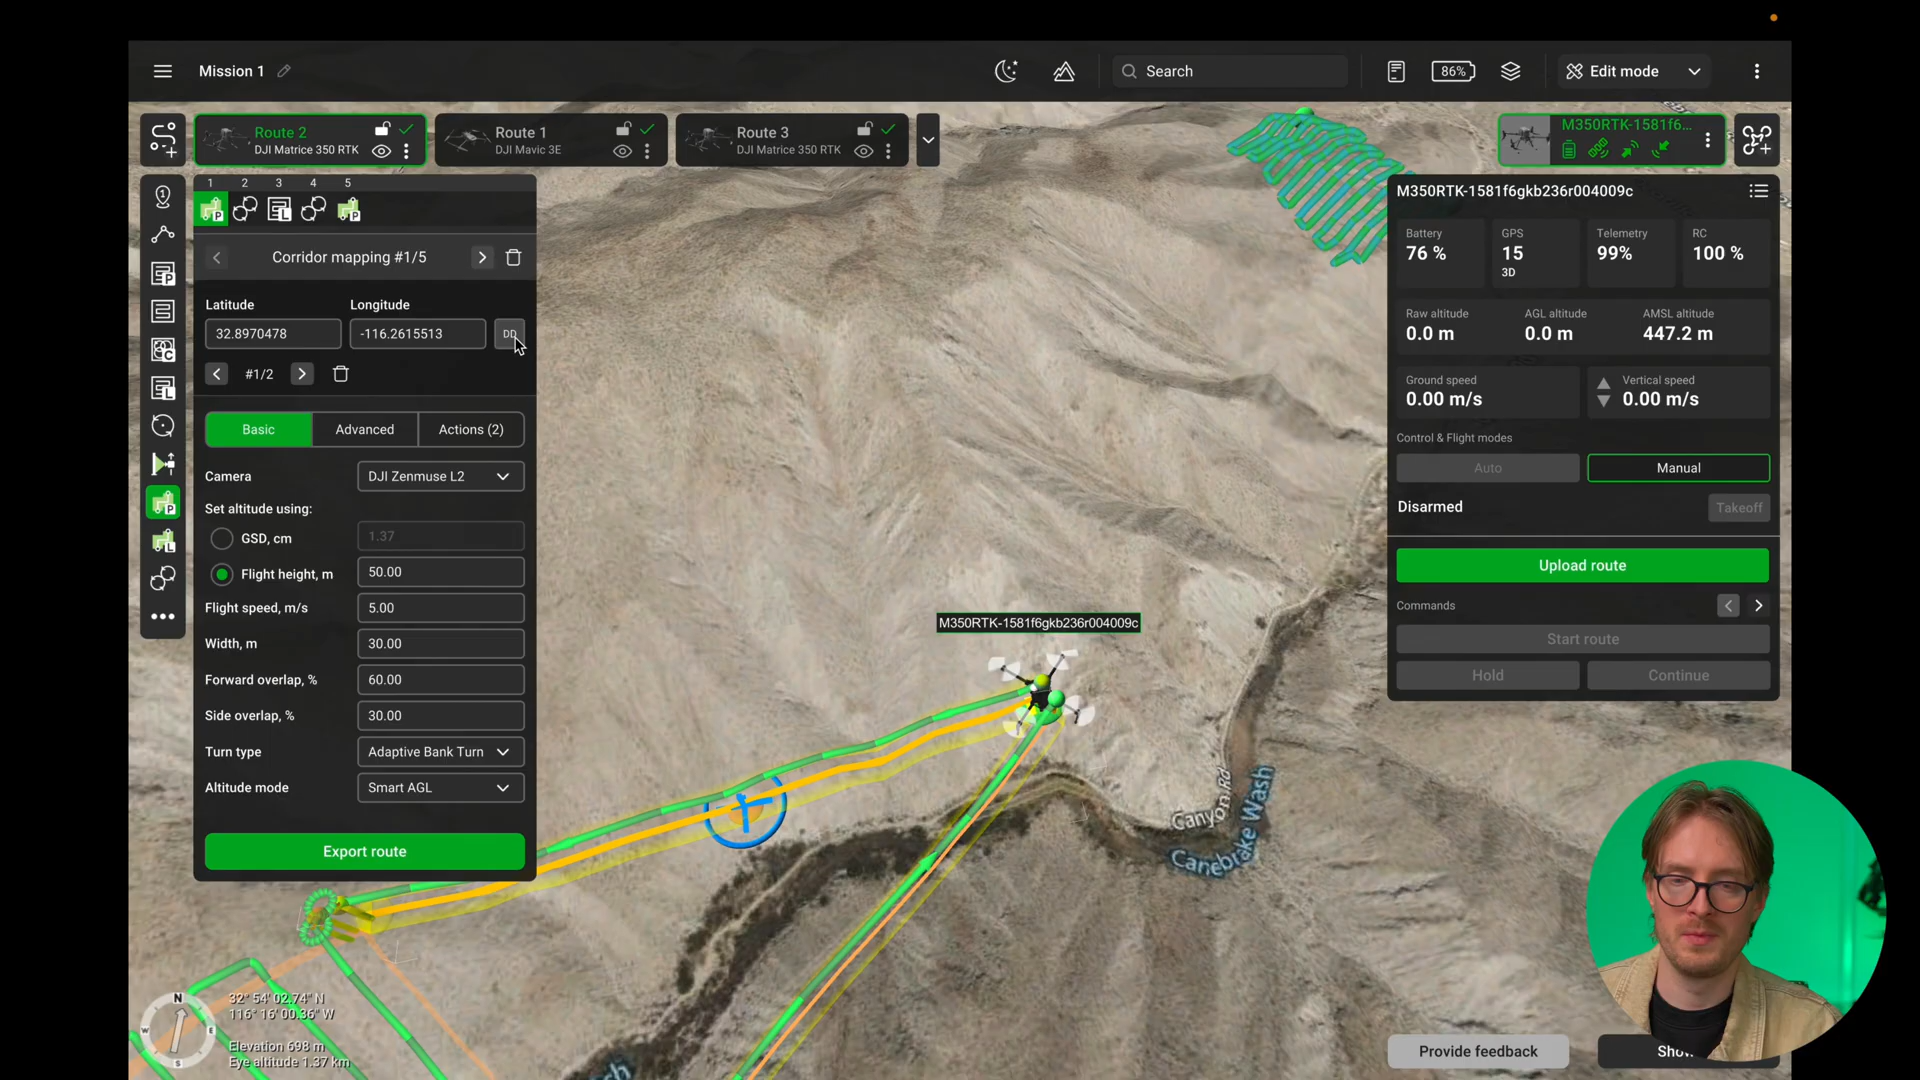 Mission 1
Search
86%
Edit mode
Route 2
DJI Matrice 350 RTK
Route 1
DJI Mavic 3E
Route 3
DJI Matrice 350 RTK
M350RTK-1581f6...
1 2 3 4 5
Corridor mapping #1/5
Latitude Longitude
32.8970478 -116.2615513 DD
#1/2
Basic Advanced Actions (2)
Camera DJI Zenmuse L2
Set altitude using:
GSD, cm 1.37
Flight height, m 50.00
Flight speed, m/s 5.00
Width, m 30.00
Forward overlap, % 60.00
Side overlap, % 30.00
Turn type Adaptive Bank Turn
Altitude mode Smart AGL
Export route
M350RTK-1581f6gkb236r004009c
Battery GPS Telemetry RC
76 % 15 99% 100 %
3D
Raw altitude AGL altitude AMSL altitude
0.0 m 0.0 m 447.2 m
Ground speed Vertical speed
0.00 m/s 0.00 m/s
Control & Flight modes
Auto Manual
Disarmed Takeoff
Upload route
Commands
Start route
Hold Continue
M350RTK-1581f6gkb236r004009c
Canyon Rd
Canebrake Wash
N
W E
S
32° 54' 02.74" N
116° 16' 00.36" W
Elevation 698 m
Eye altitude 1.37 km
Provide feedback